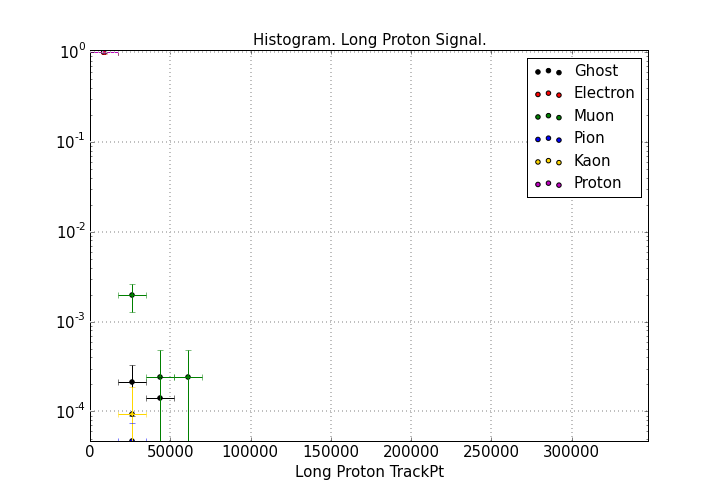 Histogram. Long Proton Signal.
10^0
10^-1
10^-2
10^-3
10^-4
Ghost
Electron
Muon
Pion
Kaon
Proton
0 50000 100000 150000 200000 250000 300000
Long Proton TrackPt